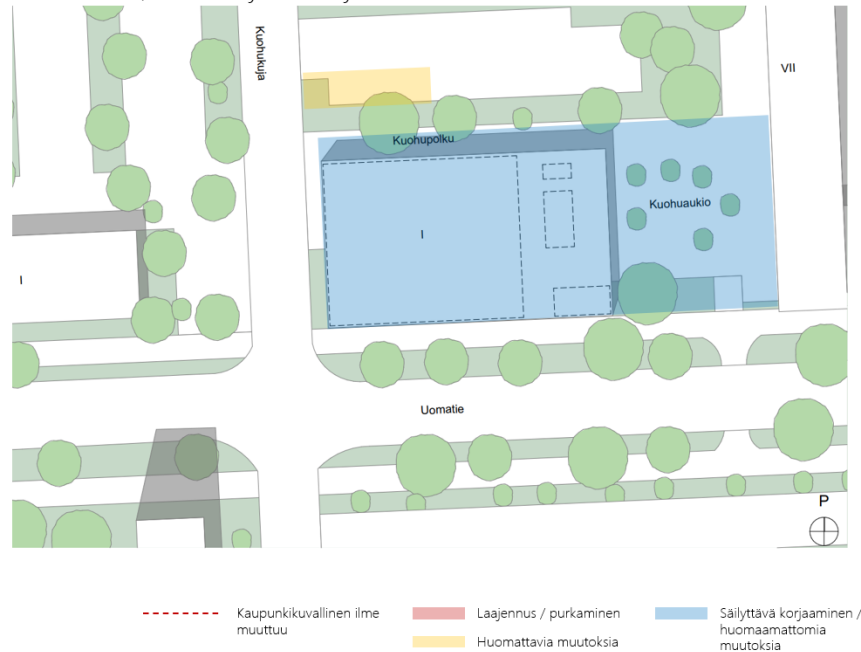 Kuohukuja
VII
Kuohupolku
Kuohuaukio
I
I
Uomatie
P
Kaupunkikuvallinen ilme
muuttuu
Laajennus / purkaminen
Huomattavia muutoksia
Säilyttävä korjaaminen /
huomaamattomia
muutoksia